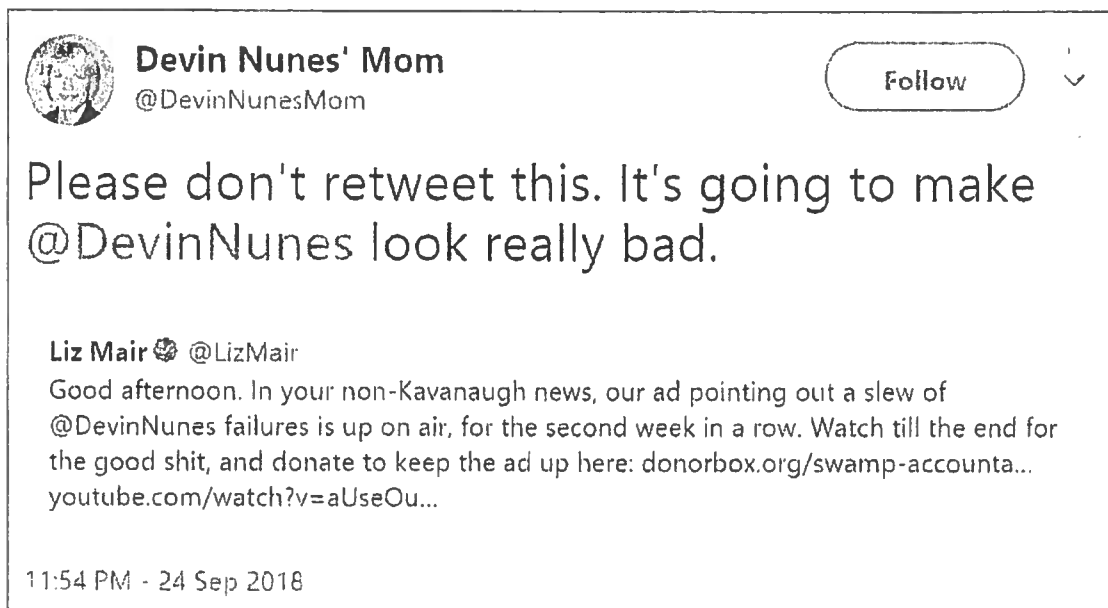 Devin Nunes' Mom
@DevinNunesMom
Follow
Please don't retweet this. It's going to make
@DevinNunes look really bad.
Liz Mair @LizMair
Good afternoon. In your non-Kavanaugh news, our ad pointing out a slew of
@DevinNunes failures is up on air, for the second week in a row. Watch till the end for
the good shit, and donate to keep the ad up here: donorbox.org/swamp-accounta...
youtube.com/watch?v=aUseOu...
11:54 PM - 24 Sep 2018